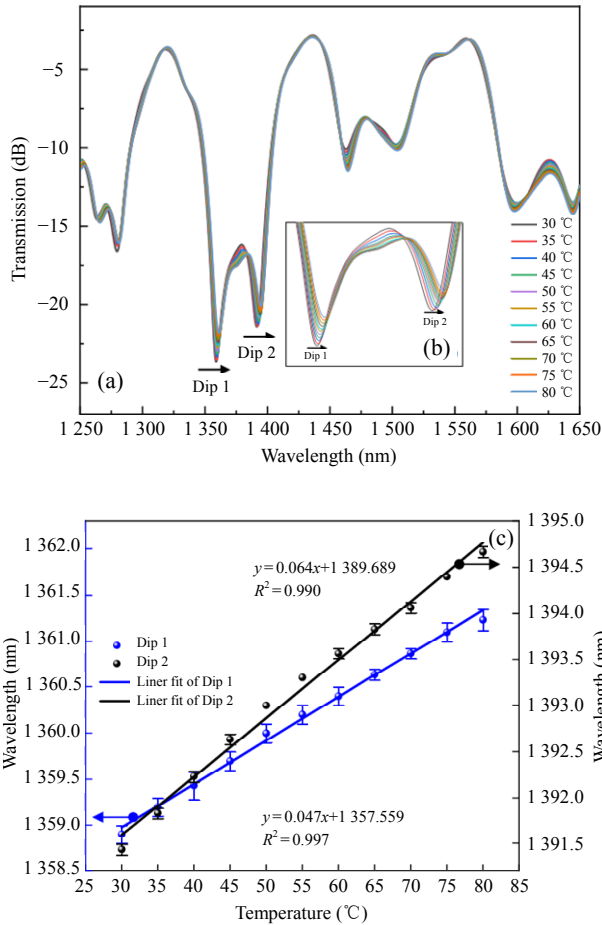 −5
−10
−15
−20
−25
Transmission (dB)
(a)
Dip 1
Dip 2
Dip 1
Dip 2
(b)
30 ℃
35 ℃
40 ℃
45 ℃
50 ℃
55 ℃
60 ℃
65 ℃
70 ℃
75 ℃
80 ℃
1 250
1 300
1 350
1 400
1 450
1 500
1 550
1 600
1 650
Wavelength (nm)
(c)
1 362.0
1 361.5
1 361.0
1 360.5
1 360.0
1 359.5
1 359.0
1 358.5
Wavelength (nm)
y=0.064x+1 389.689
R²=0.990
Dip 1
Dip 2
Liner fit of Dip 1
Liner fit of Dip 2
y=0.047x+1 357.559
R²=0.997
1 395.0
1 394.5
1 394.0
1 393.5
1 393.0
1 392.5
1 392.0
1 391.5
Wavelength (nm)
25
30
35
40
45
50
55
60
65
70
75
80
85
Temperature (℃)